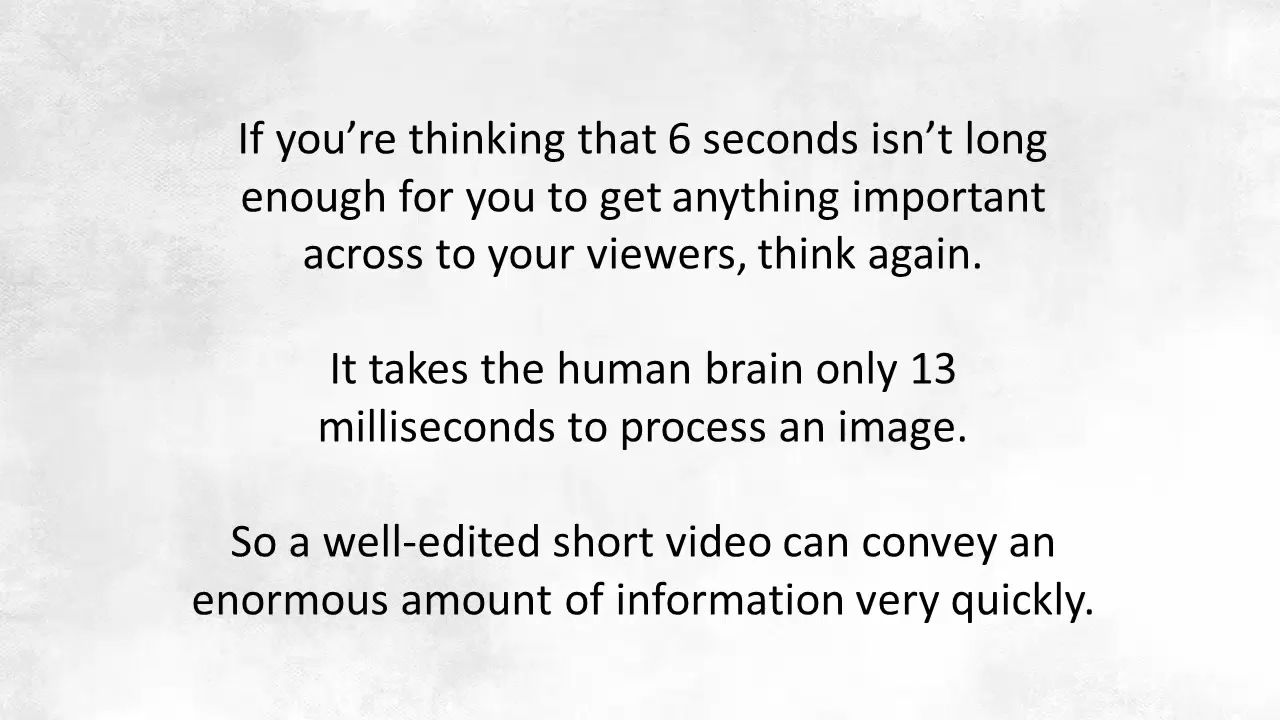 If you’re thinking that 6 seconds isn’t long
enough for you to get anything important
across to your viewers, think again.
It takes the human brain only 13
milliseconds to process an image.
So a well-edited short video can convey an
enormous amount of information very quickly.